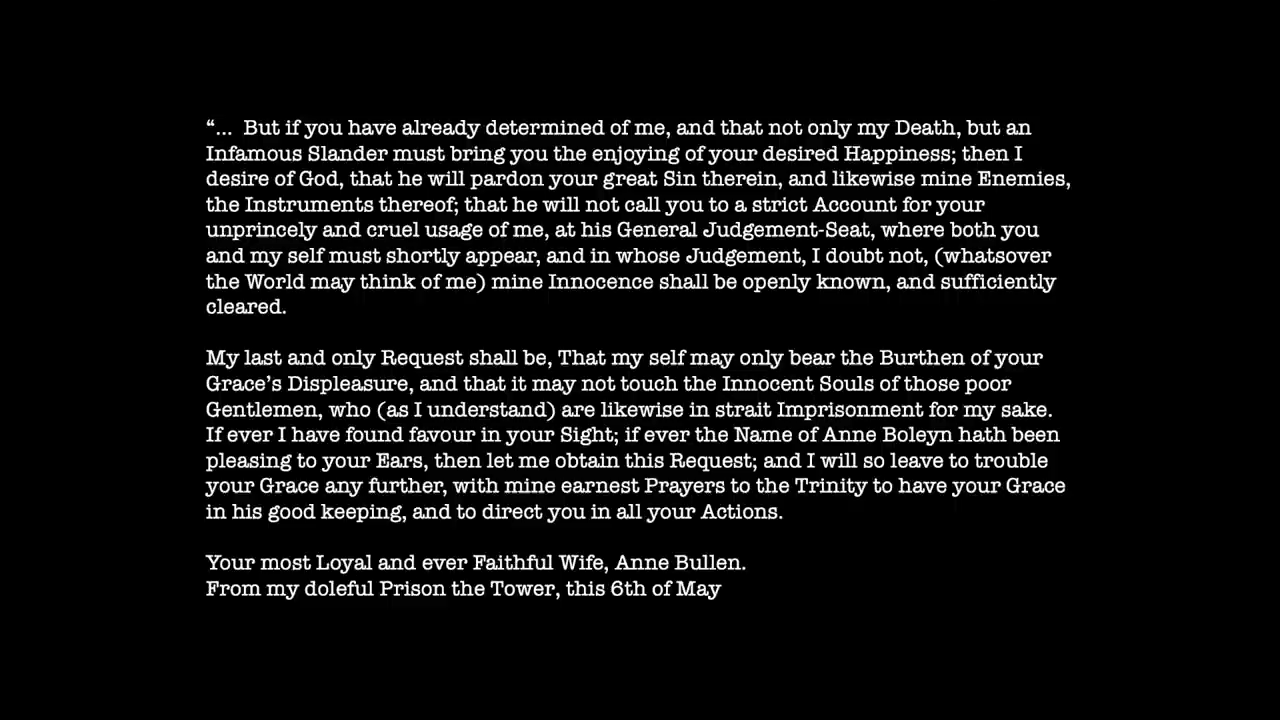 “...  But if you have already determined of me, and that not only my Death, but an
Infamous Slander must bring you the enjoying of your desired Happiness; then I
desire of God, that he will pardon your great Sin therein, and likewise mine Enemies,
the Instruments thereof; that he will not call you to a strict Account for your
unprincely and cruel usage of me, at his General Judgement-Seat, where both you
and my self must shortly appear, and in whose Judgement, I doubt not, (whatsover
the World may think of me) mine Innocence shall be openly known, and sufficiently
cleared.
My last and only Request shall be, That my self may only bear the Burthen of your
Grace’s Displeasure, and that it may not touch the Innocent Souls of those poor
Gentlemen, who (as I understand) are likewise in strait Imprisonment for my sake.
If ever I have found favour in your Sight; if ever the Name of Anne Boleyn hath been
pleasing to your Ears, then let me obtain this Request; and I will so leave to trouble
your Grace any further, with mine earnest Prayers to the Trinity to have your Grace
in his good keeping, and to direct you in all your Actions.
Your most Loyal and ever Faithful Wife, Anne Bullen.
From my doleful Prison the Tower, this 6th of May